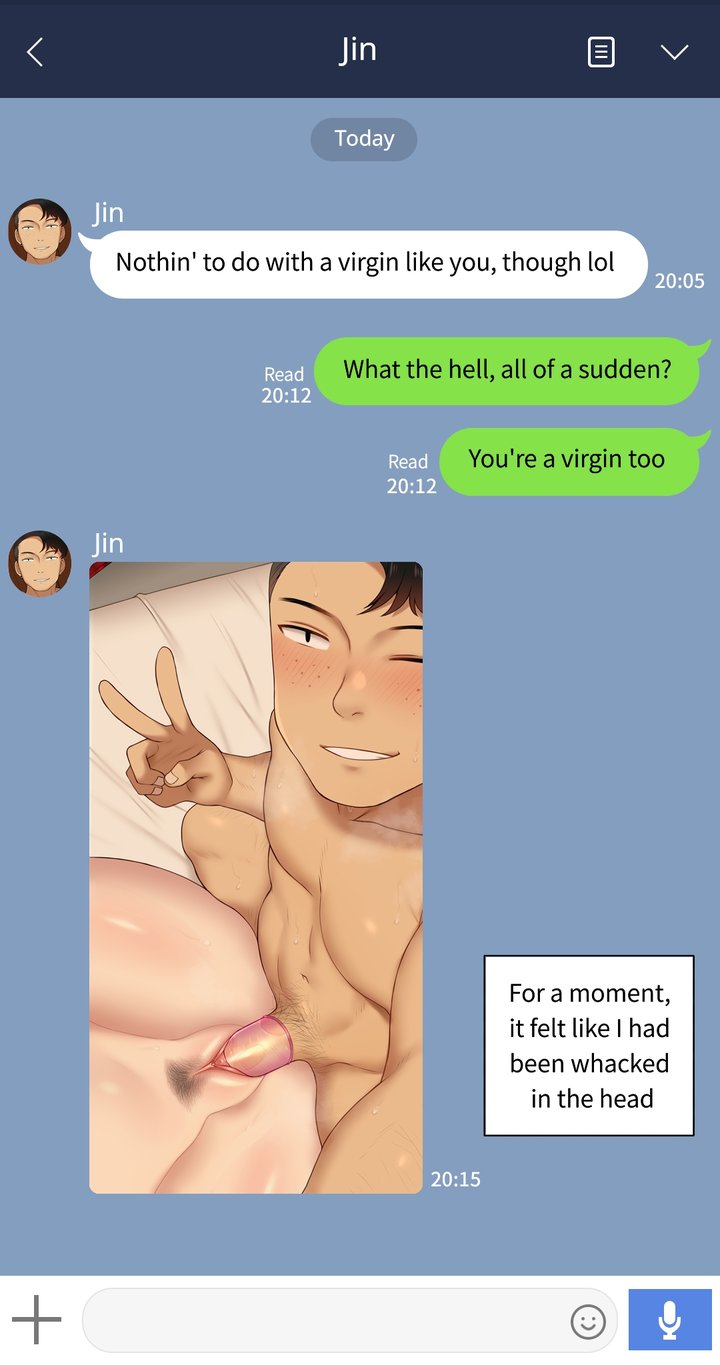 Jin
Today
Jin
Nothin' to do with a virgin like you, though lol
20:05
What the hell, all of a sudden?
Read
20:12
You're a virgin too
Read
20:12
Jin
For a moment,
it felt like I had
been whacked
in the head
20:15